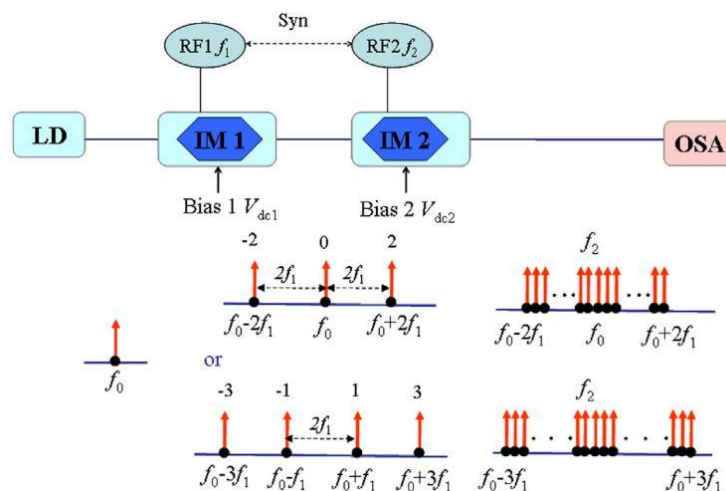 RF1 f₁
Syn
RF2 f₂
LD
IM 1
IM 2
OSA
Bias 1 V_dc1
Bias 2 V_dc2
-2 0 2
f₂
2f₁ 2f₁
... ...
f₀-2f₁ f₀ f₀+2f₁
f₀-2f₁ f₀ f₀+2f₁
f₀
or
-3 -1 1 3
f₂
2f₁
. . . . . .
f₀-3f₁ f₀-f₁ f₀+f₁ f₀+3f₁
f₀-3f₁ f₀+3f₁